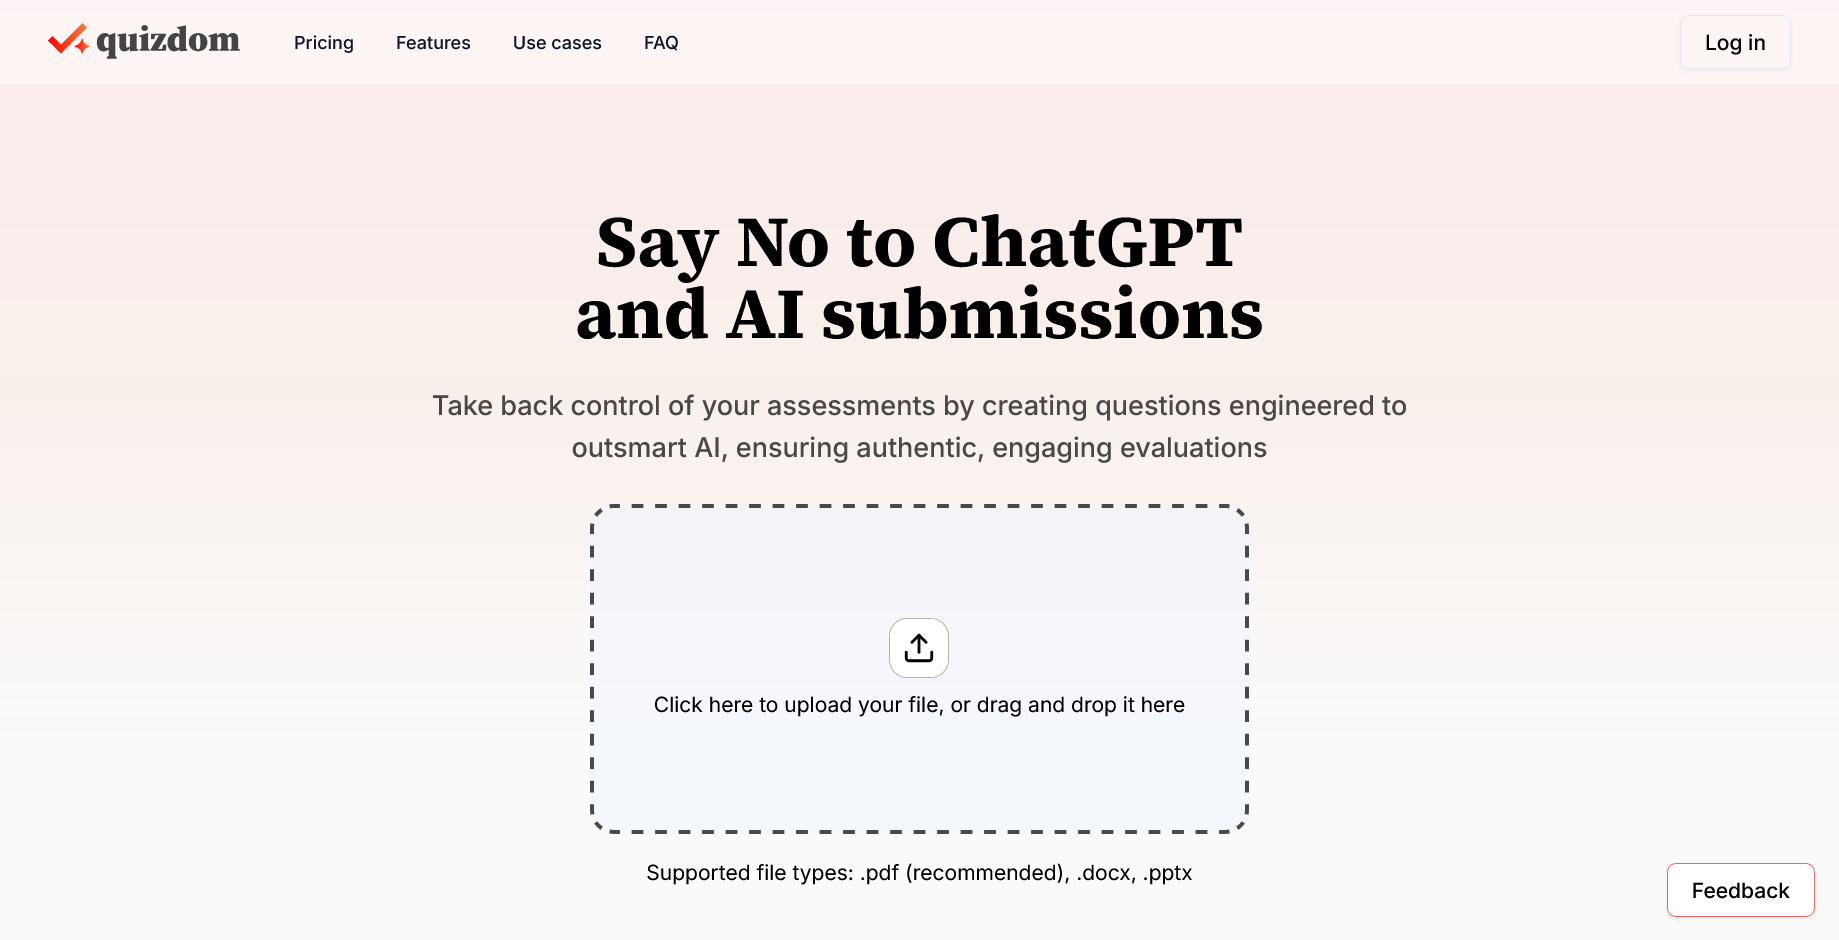 quizdom
Pricing
Features
Use cases
FAQ
Log in
Say No to ChatGPT
and AI submissions
Take back control of your assessments by creating questions engineered to
outsmart AI, ensuring authentic, engaging evaluations
Click here to upload your file, or drag and drop it here
Supported file types: .pdf (recommended), .docx, .pptx
Feedback